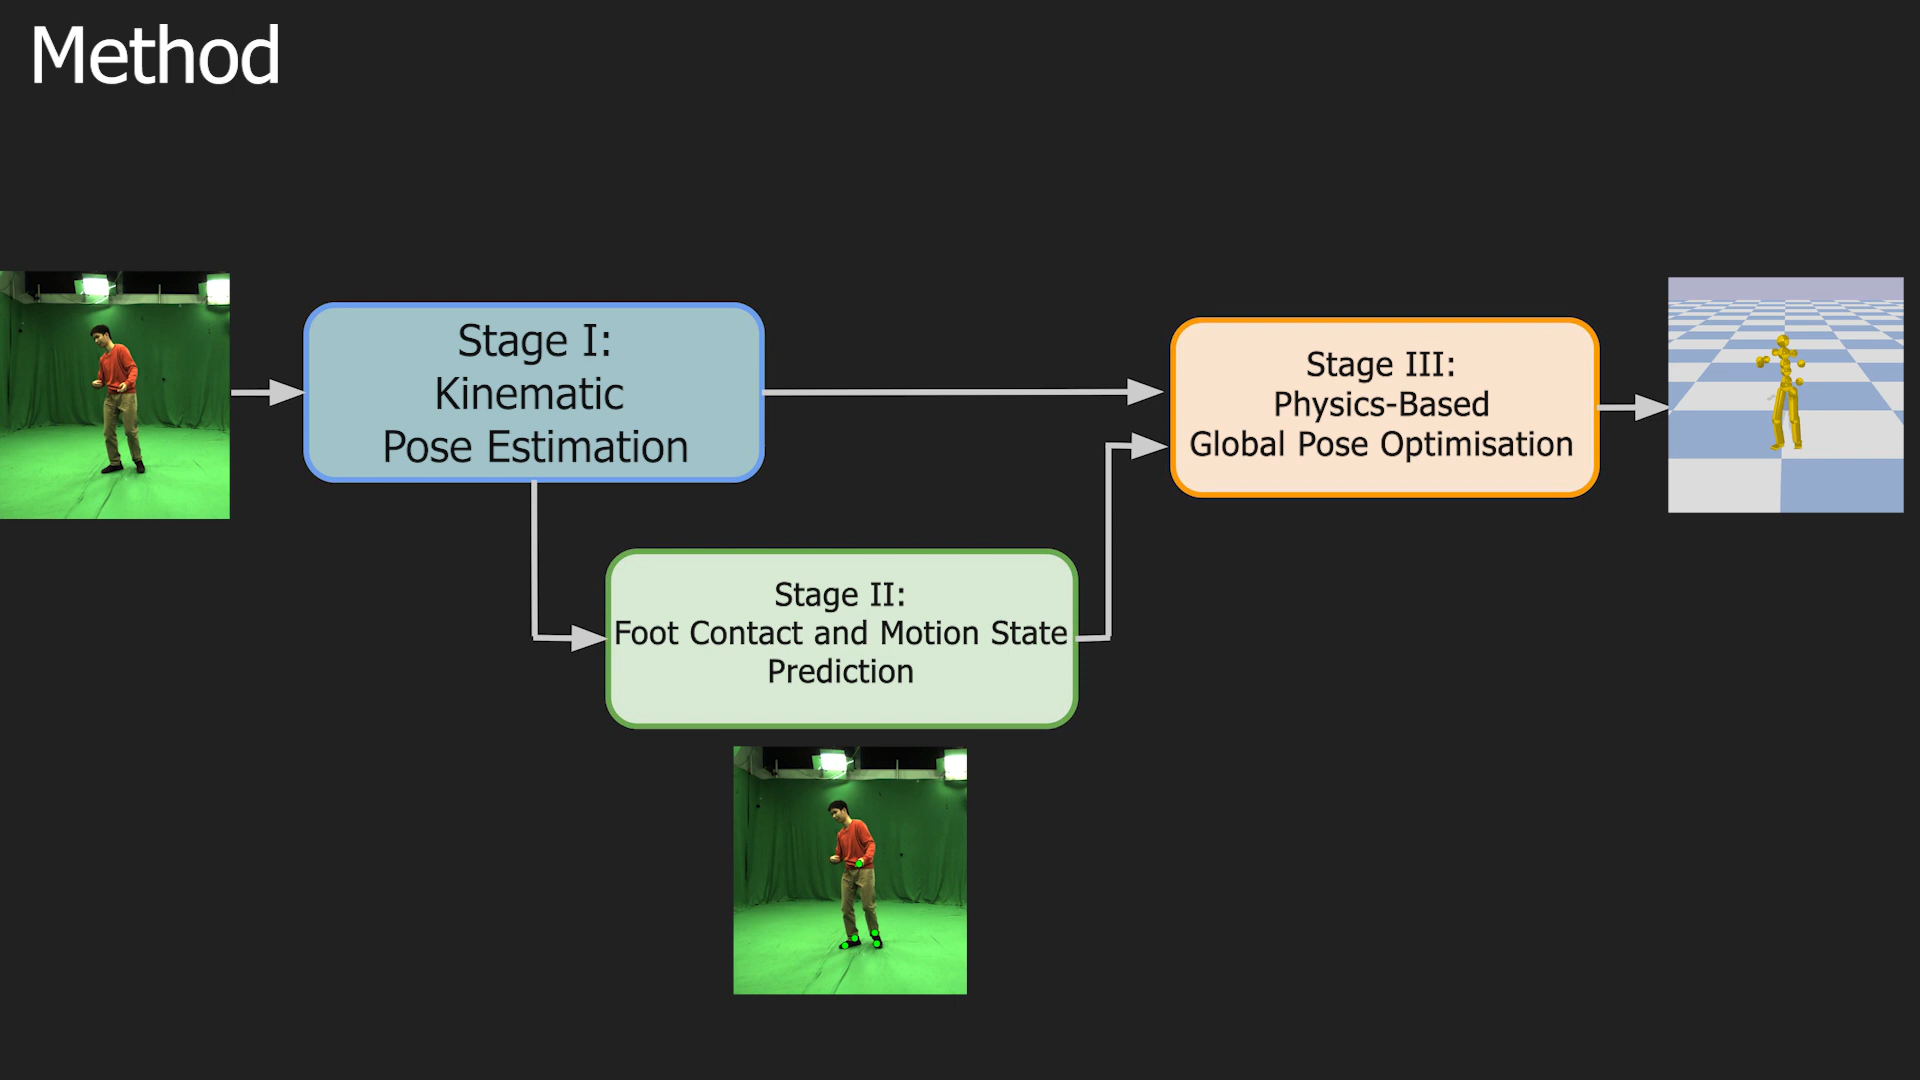 Method
Stage I:
Kinematic
Pose Estimation
Stage II:
Foot Contact and Motion State
Prediction
Stage III:
Physics-Based
Global Pose Optimisation